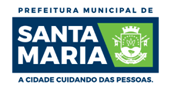 PREFEITURA MUNICIPAL DE
SANTA
MARIA
A CIDADE CUIDANDO DAS PESSOAS.